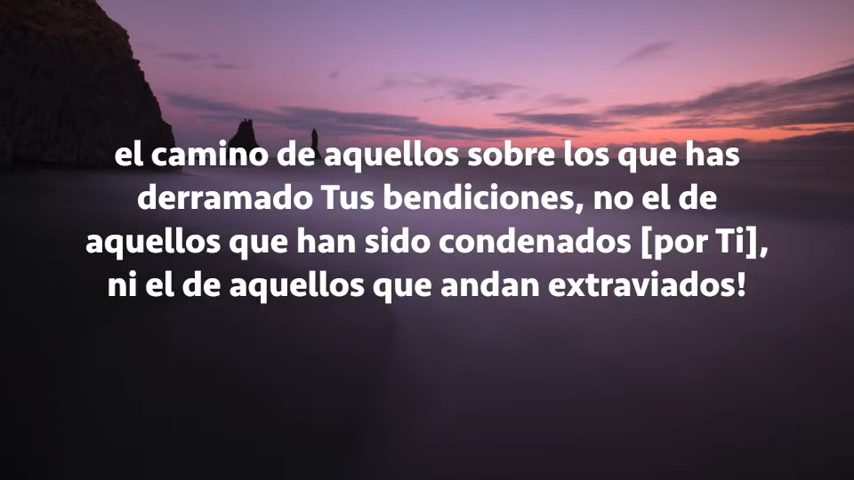 el camino de aquellos sobre los que has
derramado Tus bendiciones, no el de
aquellos que han sido condenados [por Ti],
ni el de aquellos que andan extraviados!